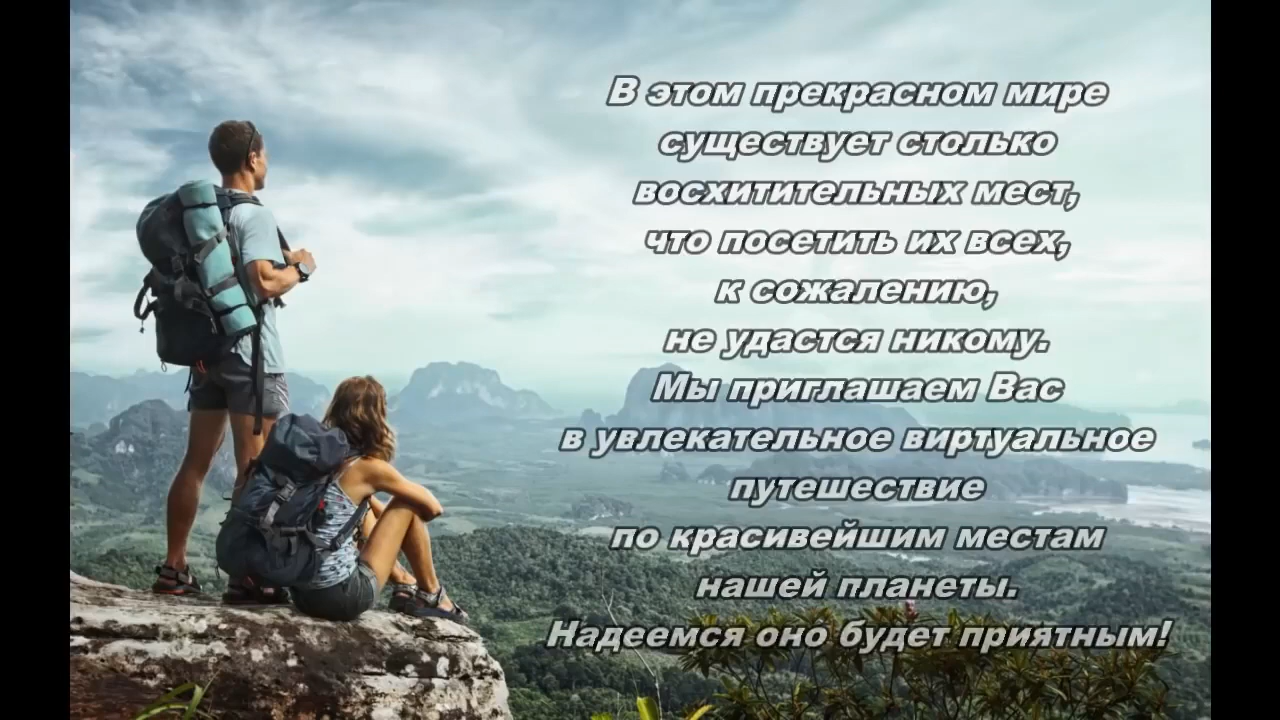 В этом прекрасном мире
существует столько
восхитительных мест,
что посетить их всех,
к сожалению,
не удастся никому.
Мы приглашаем Вас
в увлекательное виртуальное
путешествие
по красивейшим местам
нашей планеты.
Надеемся оно будет приятным!